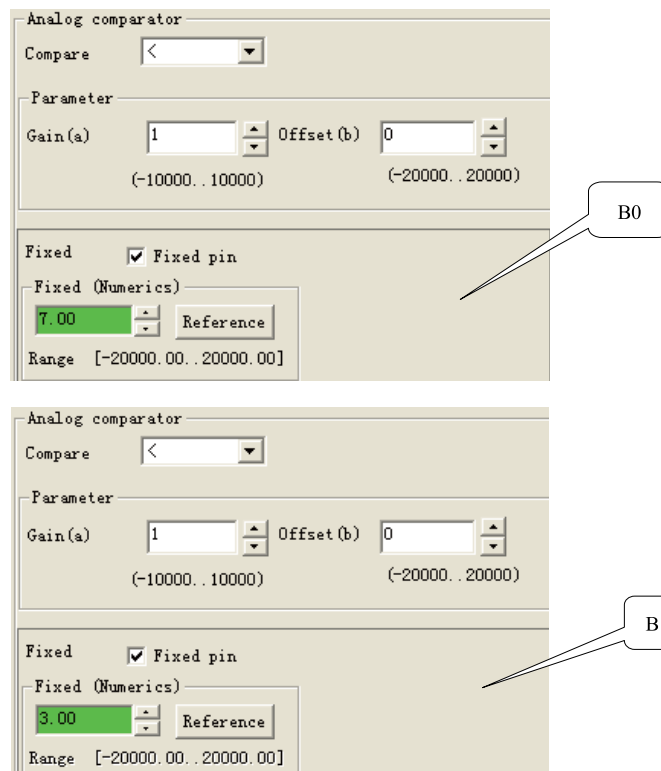 Analog comparator
Compare <
Parameter
Gain(a) 1 Offset(b) 0
(-10000..10000) (-20000..20000)
B0
Fixed Fixed pin
Fixed (Numerics)
7.00 Reference
Range [-20000.00..20000.00]
Analog comparator
Compare <
Parameter
Gain(a) 1 Offset(b) 0
(-10000..10000) (-20000..20000)
B
Fixed Fixed pin
Fixed (Numerics)
3.00 Reference
Range [-20000.00..20000.00]